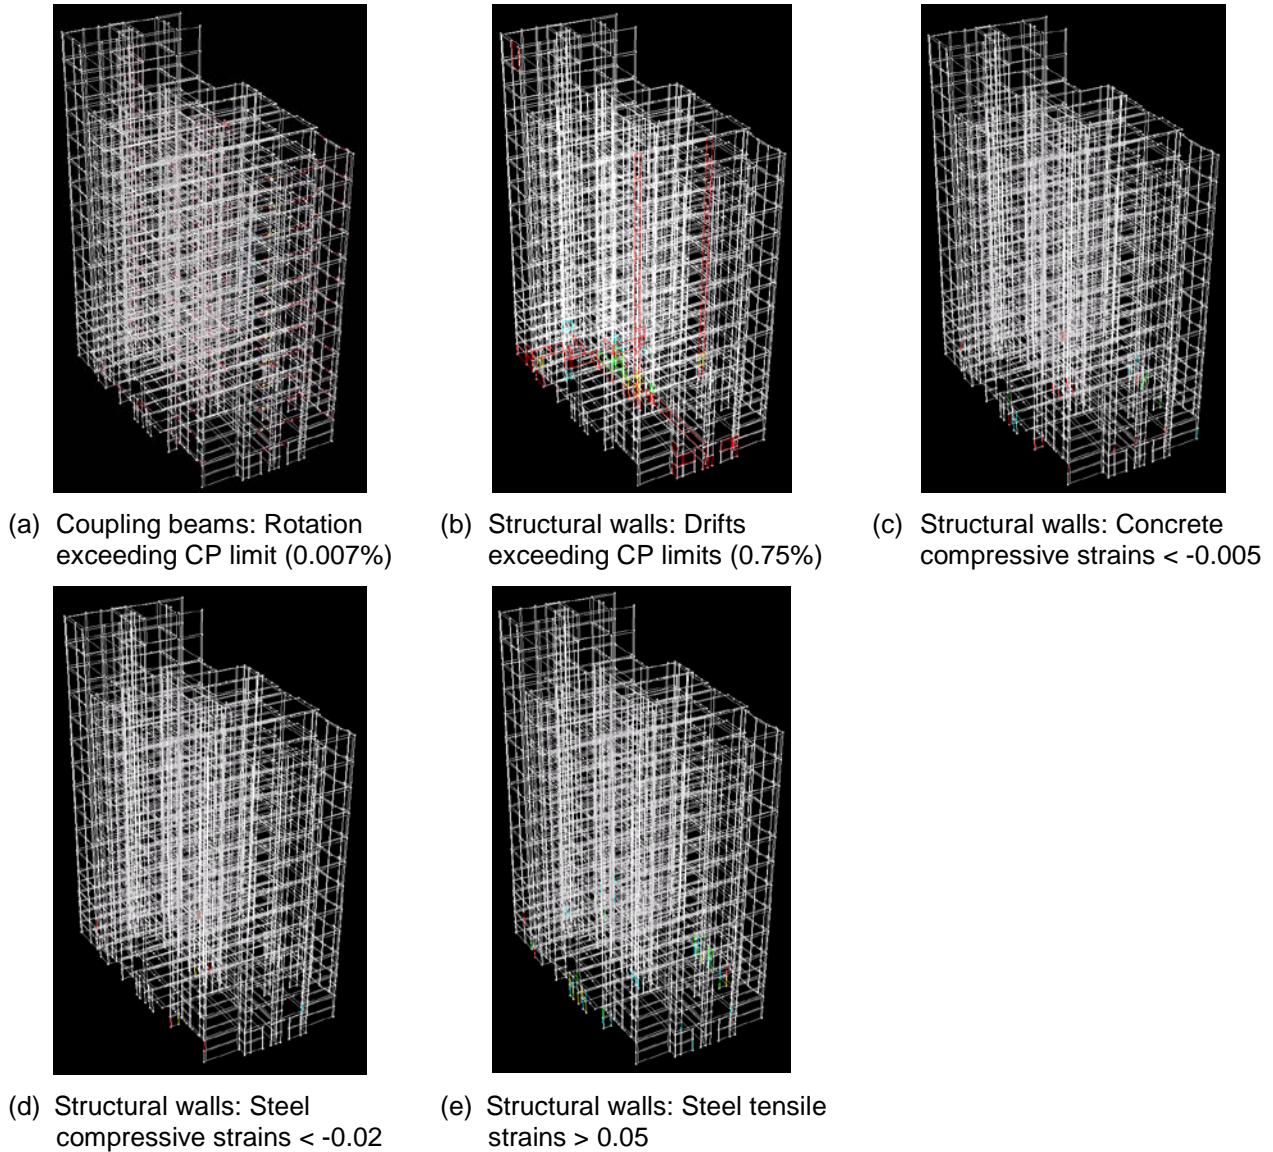 (a) Coupling beams: Rotation
exceeding CP limit (0.007%)
(b) Structural walls: Drifts
exceeding CP limits (0.75%)
(c) Structural walls: Concrete
compressive strains < -0.005
(d) Structural walls: Steel
compressive strains < -0.02
(e) Structural walls: Steel tensile
strains > 0.05